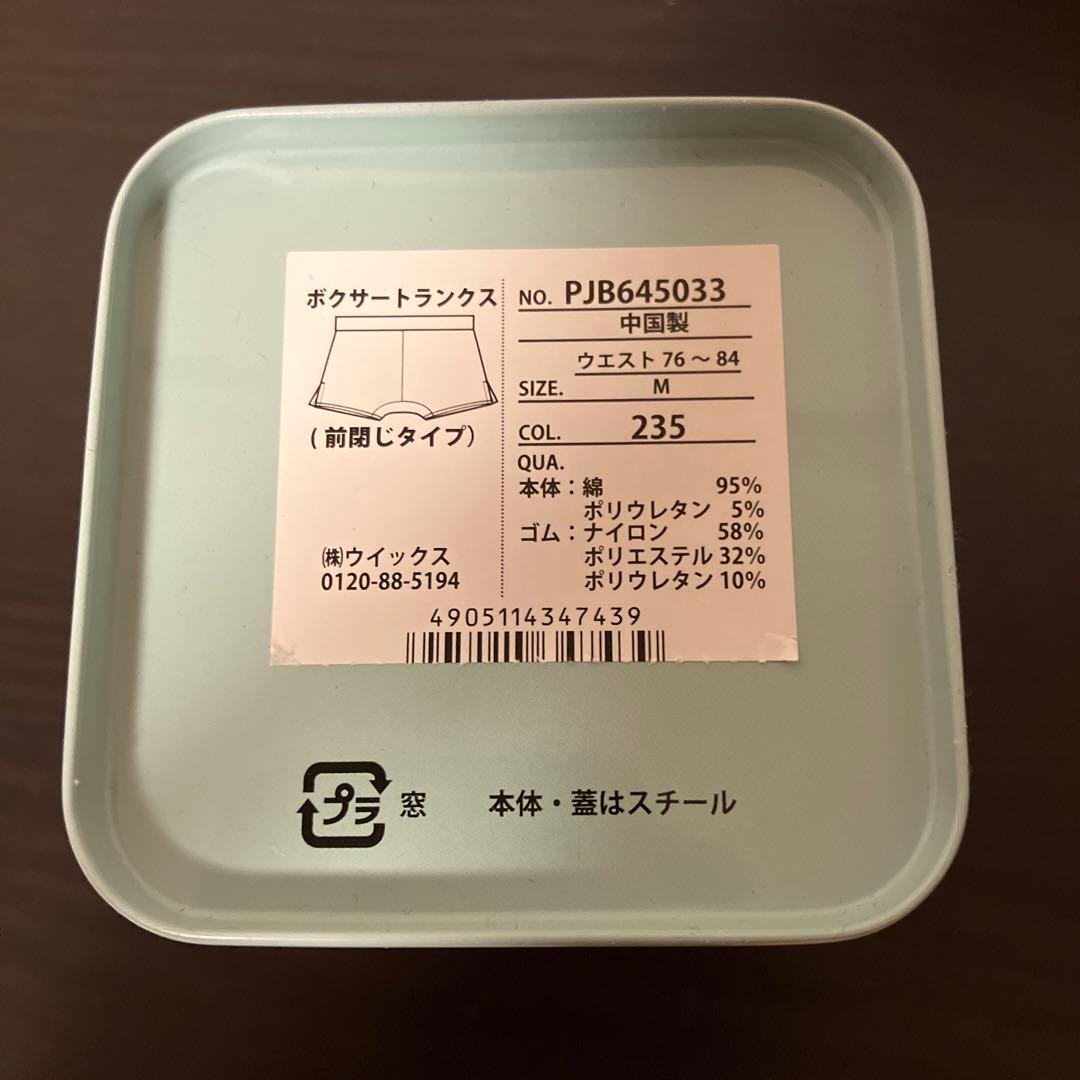 ボクサートランクス
(前閉じタイプ)
(株)ウイックス
0120-88-5194
NO. PJB645033
中国製
ウエスト 76～84
SIZE. M
COL. 235
QUA.
本体：綿 95%
ポリウレタン 5%
ゴム：ナイロン 58%
ポリエステル 32%
ポリウレタン 10%
4905114347439
プラ 窓 本体・蓋はスチール